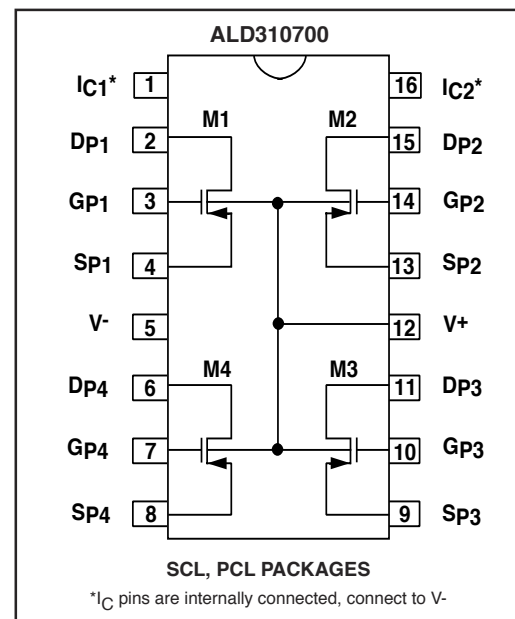 ALD310700
IC1* 1 16 IC2*
M1 M2
DP1 2 15 DP2
GP1 3 14 GP2
SP1 4 13 SP2
V- 5 12 V+
M4 M3
DP4 6 11 DP3
GP4 7 10 GP3
SP4 8 9 SP3
SCL, PCL PACKAGES
*IC pins are internally connected, connect to V-